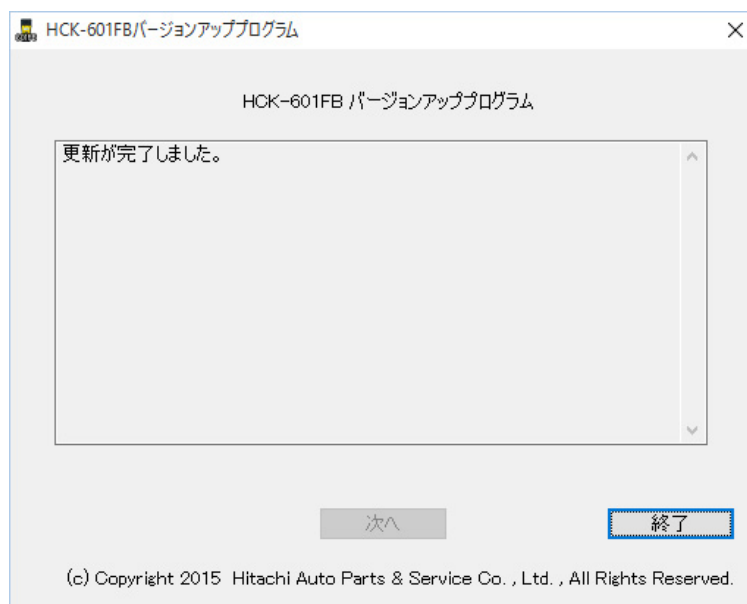 HCK-601FBバージョンアッププログラム
HCK-601FB バージョンアッププログラム
更新が完了しました。
次へ
終了
(c) Copyright 2015 Hitachi Auto Parts & Service Co. , Ltd. , All Rights Reserved.